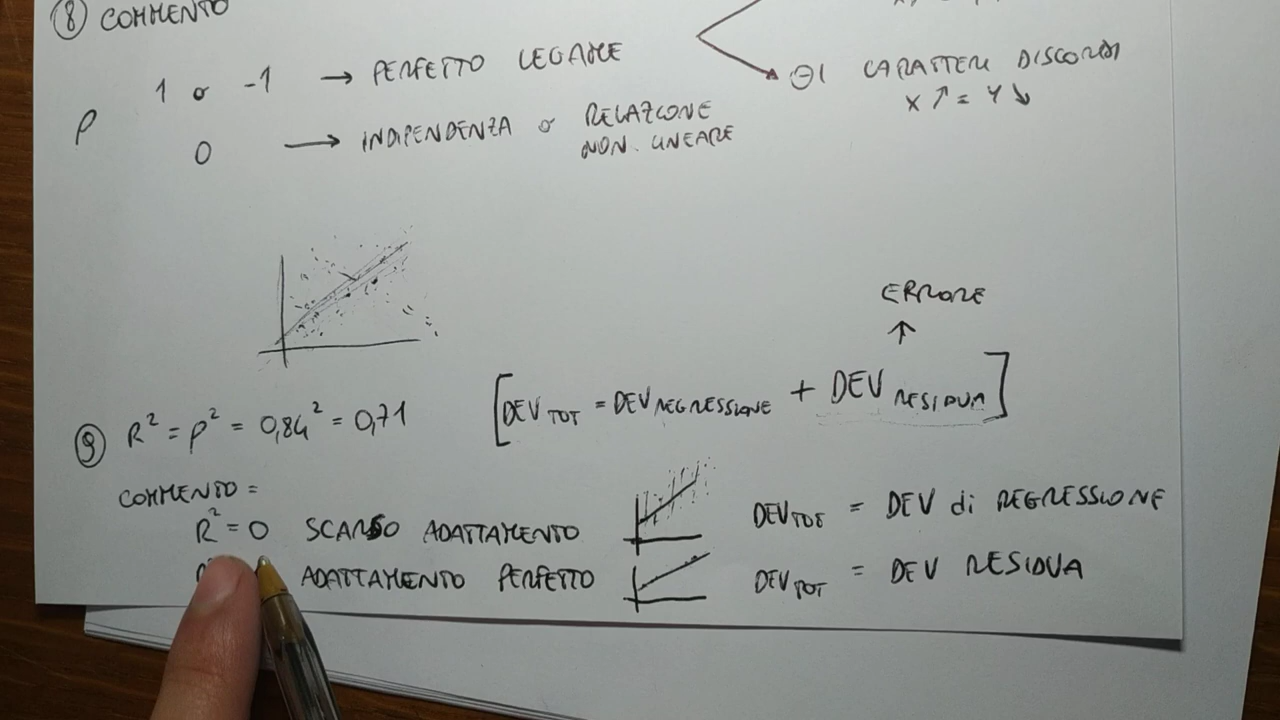 ⑧ COMMENTO
1 o -1 → PERFETTO LEGAME
ρ
0 → INDIPENDENZA o RELAZIONE
NON LINEARE
⊖1 CARATTERI DISCORDI
X ↗ = Y ↘
ERRORE
↑
[DEV TOT = DEV REGRESSIONE + DEV RESIDUA]
⑨ R² = ρ² = 0,84² = 0,71
COMMENTO =
R² = 0 SCARSO ADATTAMENTO DEV TOT = DEV di REGRESSIONE
ADATTAMENTO PERFETTO DEV TOT = DEV RESIDUA